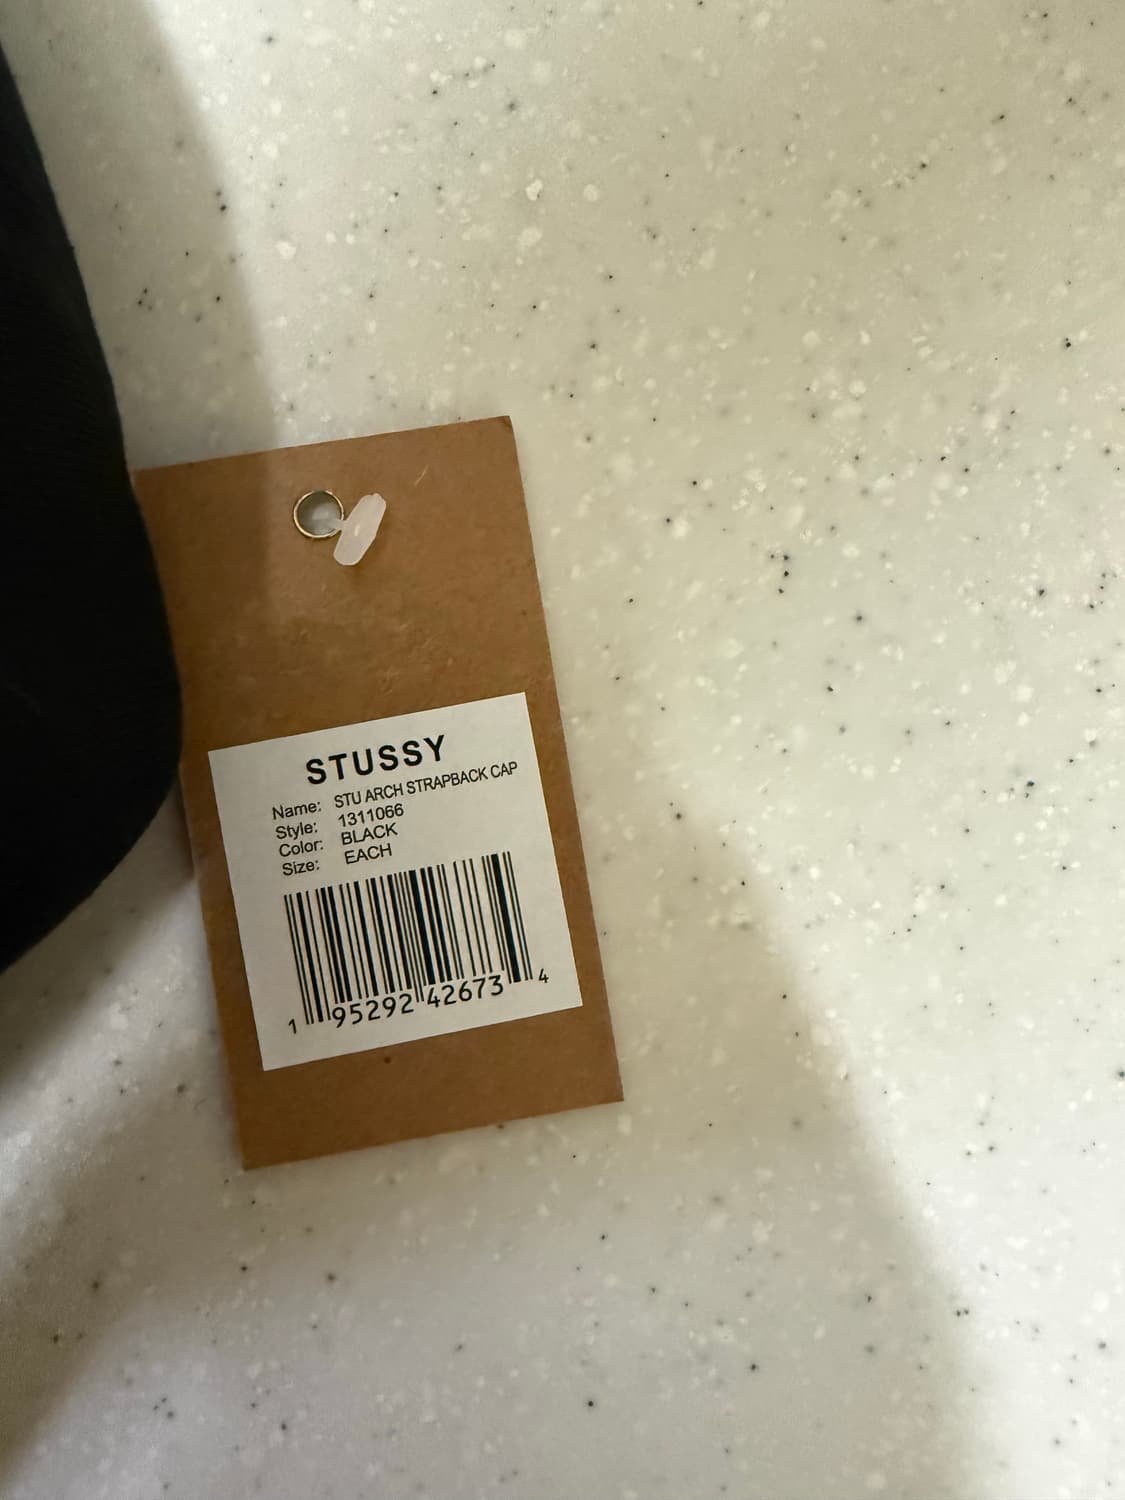 STUSSY
Name: STU ARCH STRAPBACK CAP
Style: 1311066
Color: BLACK
Size: EACH
1 95292 42673 4